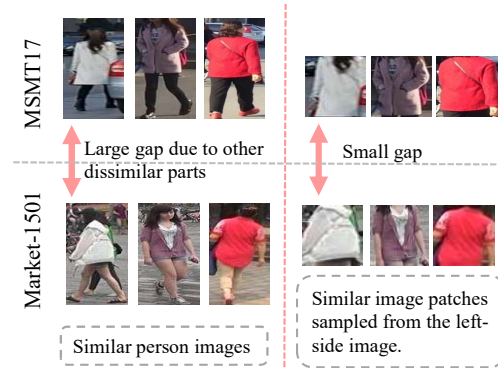 MSMT17
Large gap due to other
dissimilar parts
Small gap
Market-1501
Similar person images
Similar image patches
sampled from the left-
side image.